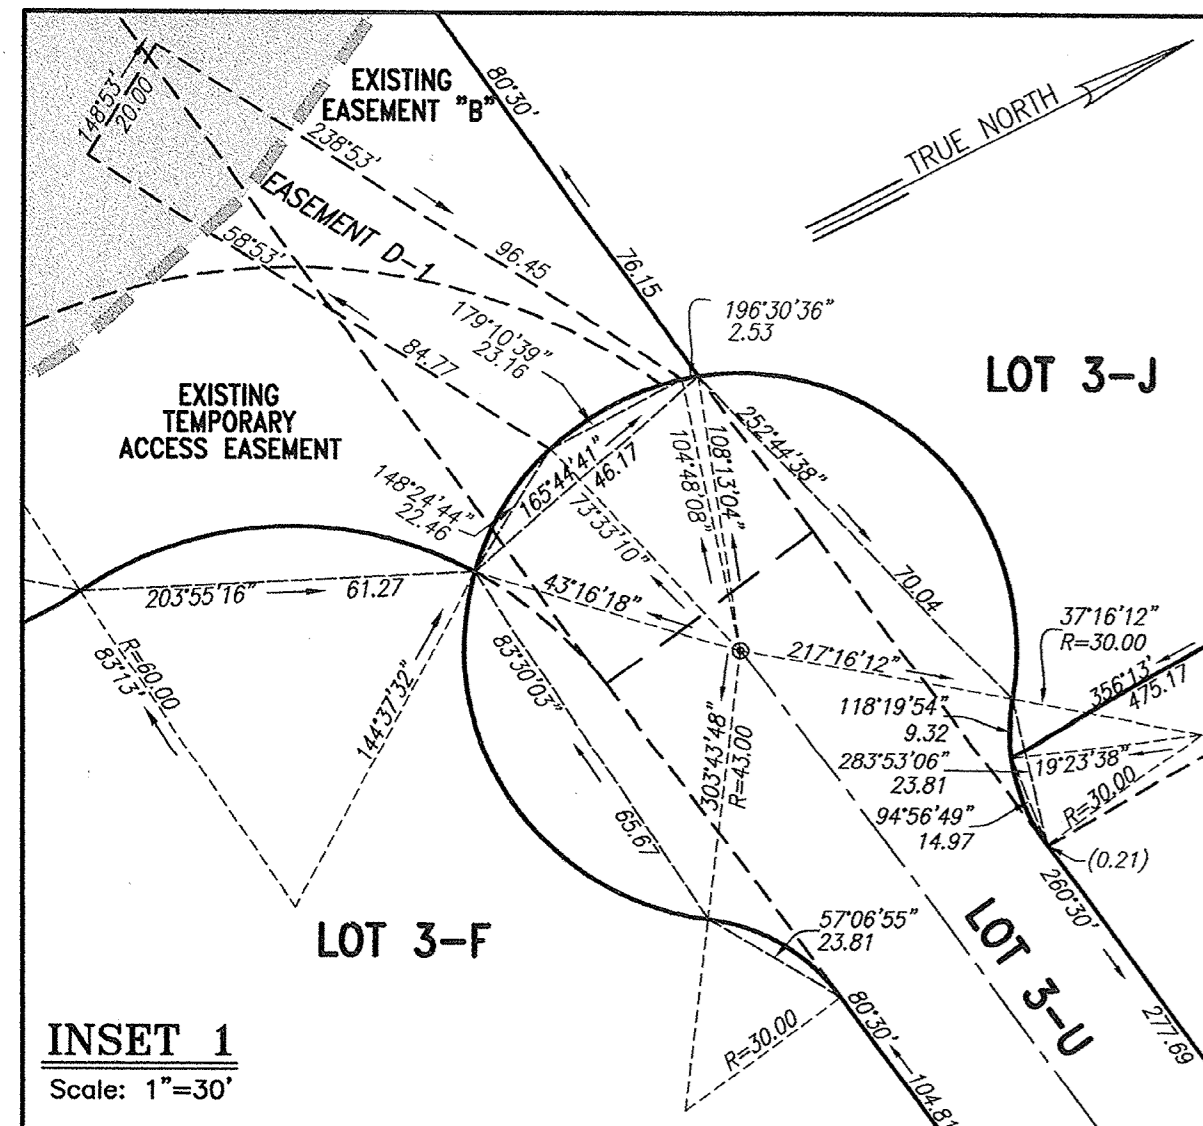 EXISTING
EASEMENT "B"
80°30'
TRUE NORTH
148°53'
20.00
238°53'
EASEMENT D-1
58°53'
96.45
76.15
196°30'36"
2.53
179°10'39"
23.16
84.77
LOT 3-J
EXISTING
TEMPORARY
ACCESS EASEMENT
252°44'38"
108°13'04"
104°48'08"
165°44'41"
46.17
148°24'44"
22.46
73°33'10"
70.04
203°55'16"
61.27
43°16'18"
37°16'12"
R=30.00
R=60.00
83°13'
144°37'32"
83°30'03"
217°16'12"
356°13'
475.17
118°19'54"
9.32
303°43'48"
R=43.00
283°53'06"
23.81
19°23'38"
R=30.00
94°56'49"
14.97
65.67
(0.21)
260°30'
LOT 3-F
57°06'55"
23.81
LOT 3-U
277.69
80°30'
104.81
R=30.00
INSET 1
Scale: 1"=30'